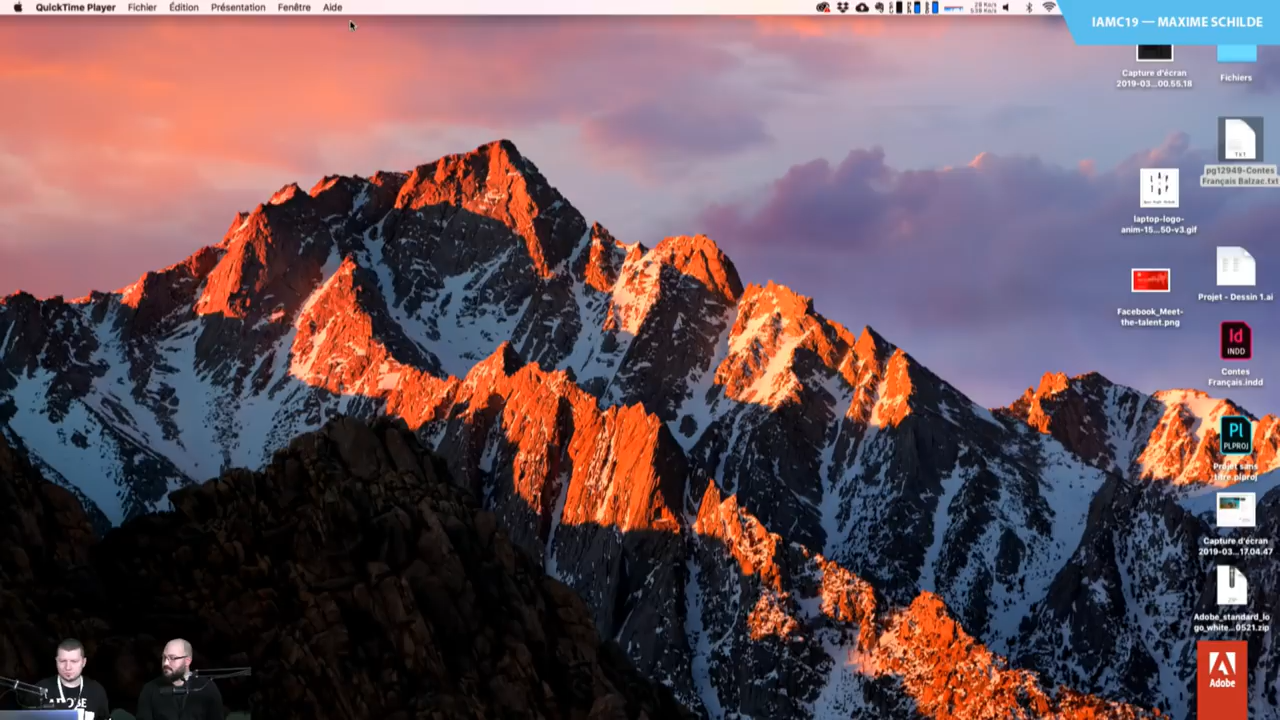 QuickTime Player Fichier Édition Présentation Fenêtre Aide
IAMC19 — MAXIME SCHILDE
Capture d'écran
2019-03...00.55.18
Fichiers
TXT
pg12949-Contes
Français Balzac.txt
laptop-logo-
anim-15...50-v3.gif
Projet - Dessin 1.ai
Facebook_Meet-
the-talent.png
Id
INDD
Contes
Français.indd
Pl
PLPROJ
Projet sans
titre.plproj
Capture d'écran
2019-03...17.04.47
ZIP
Adobe_standard_lo
go_white...0521.zip
Adobe